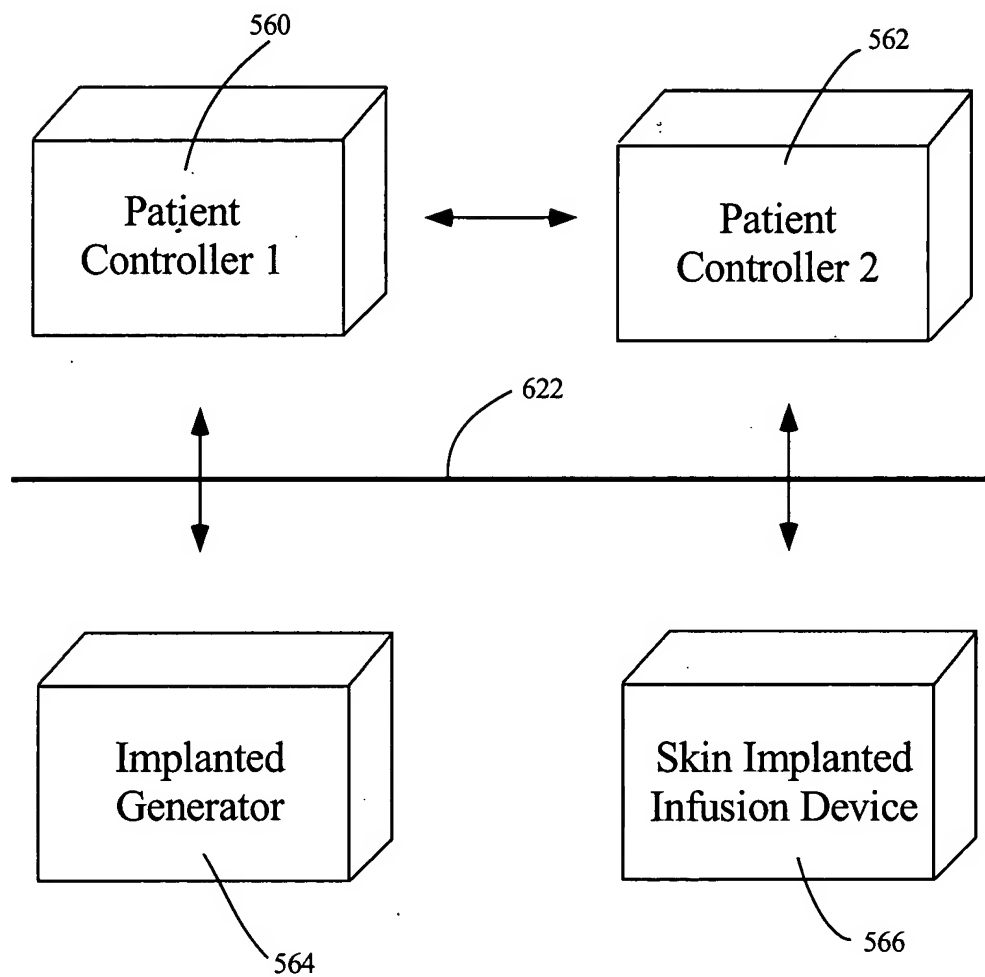 560
562
Patient
Controller 1
Patient
Controller 2
622
Implanted
Generator
Skin Implanted
Infusion Device
564
566